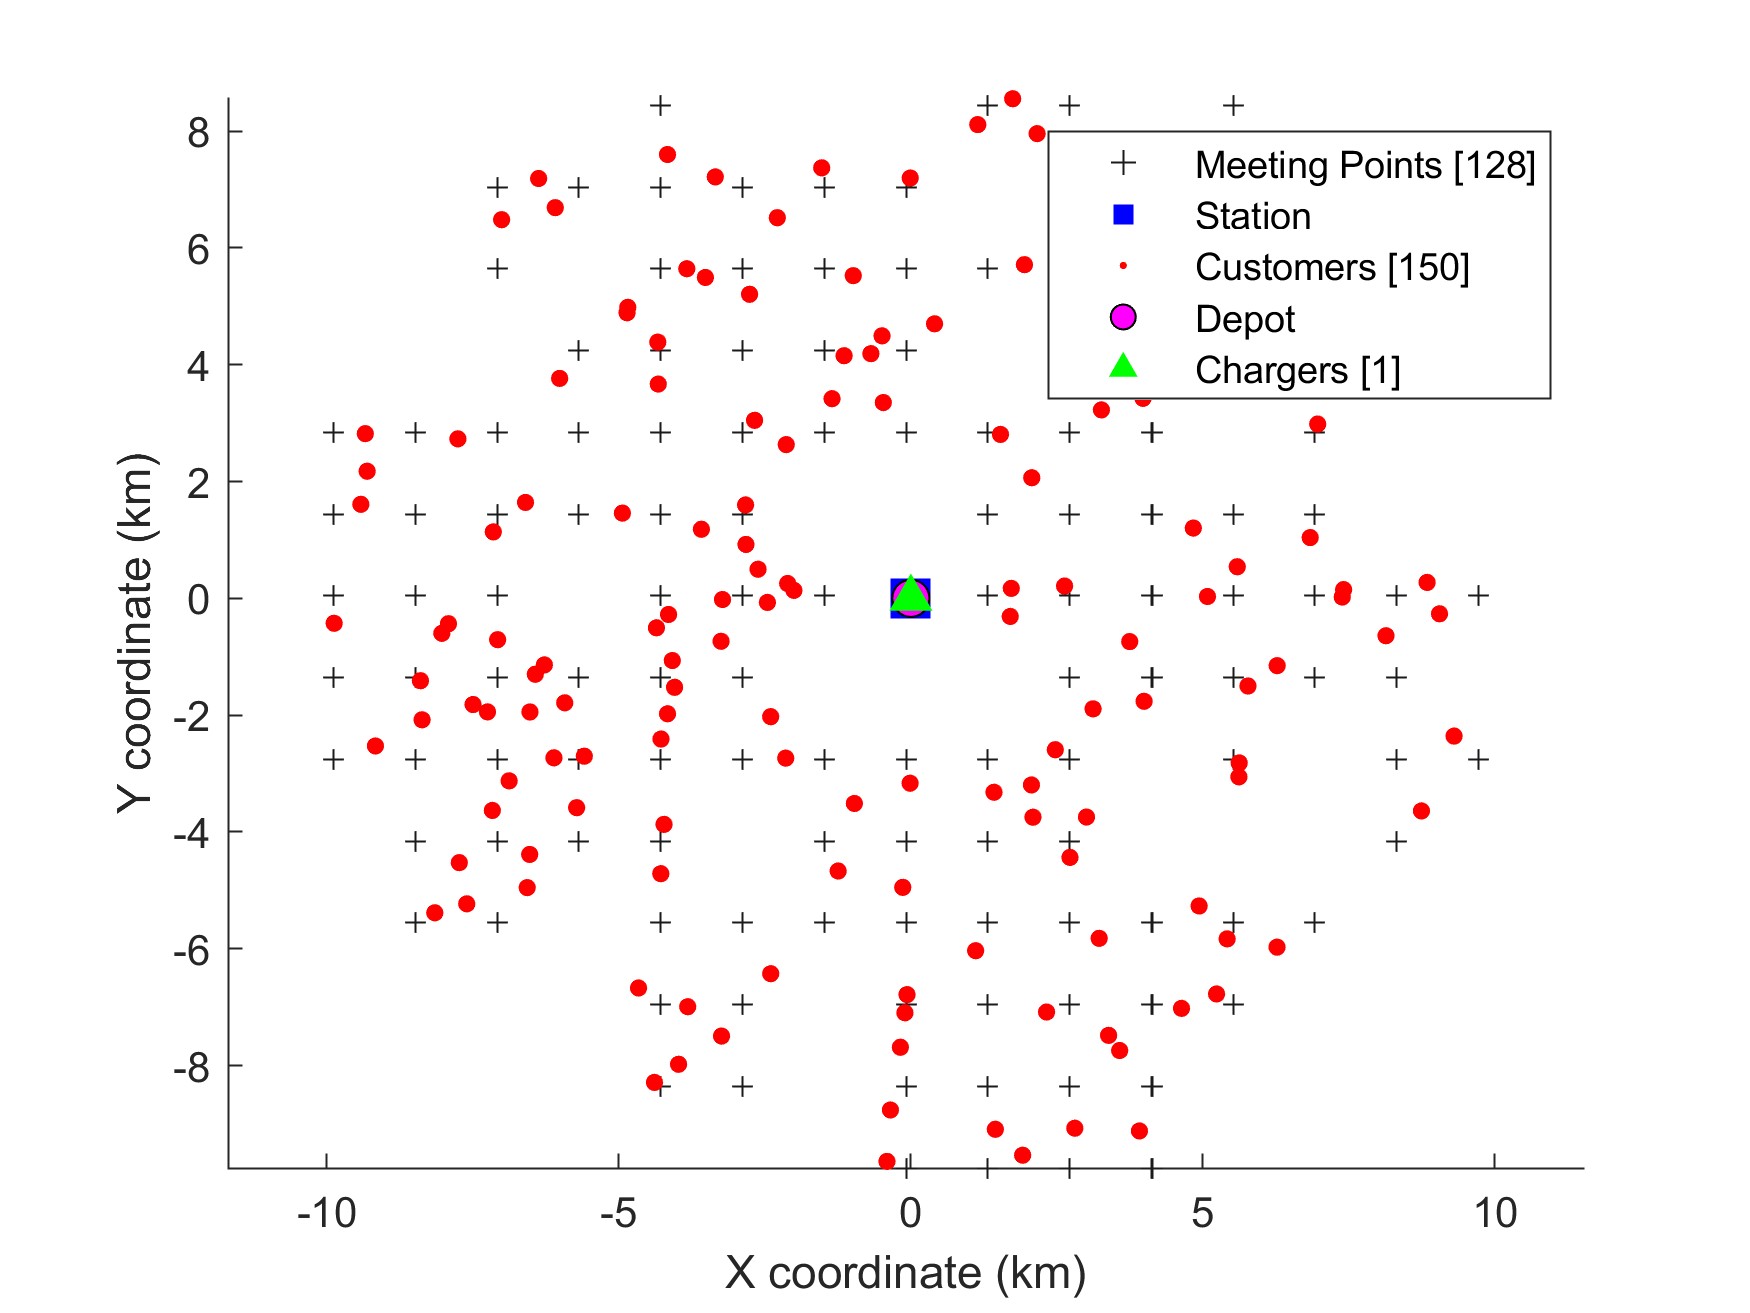 8
6
4
2
0
-2
-4
-6
-8
Y coordinate (km)
Meeting Points [128]
Station
Customers [150]
Depot
Chargers [1]
-10 -5 0 5 10
X coordinate (km)